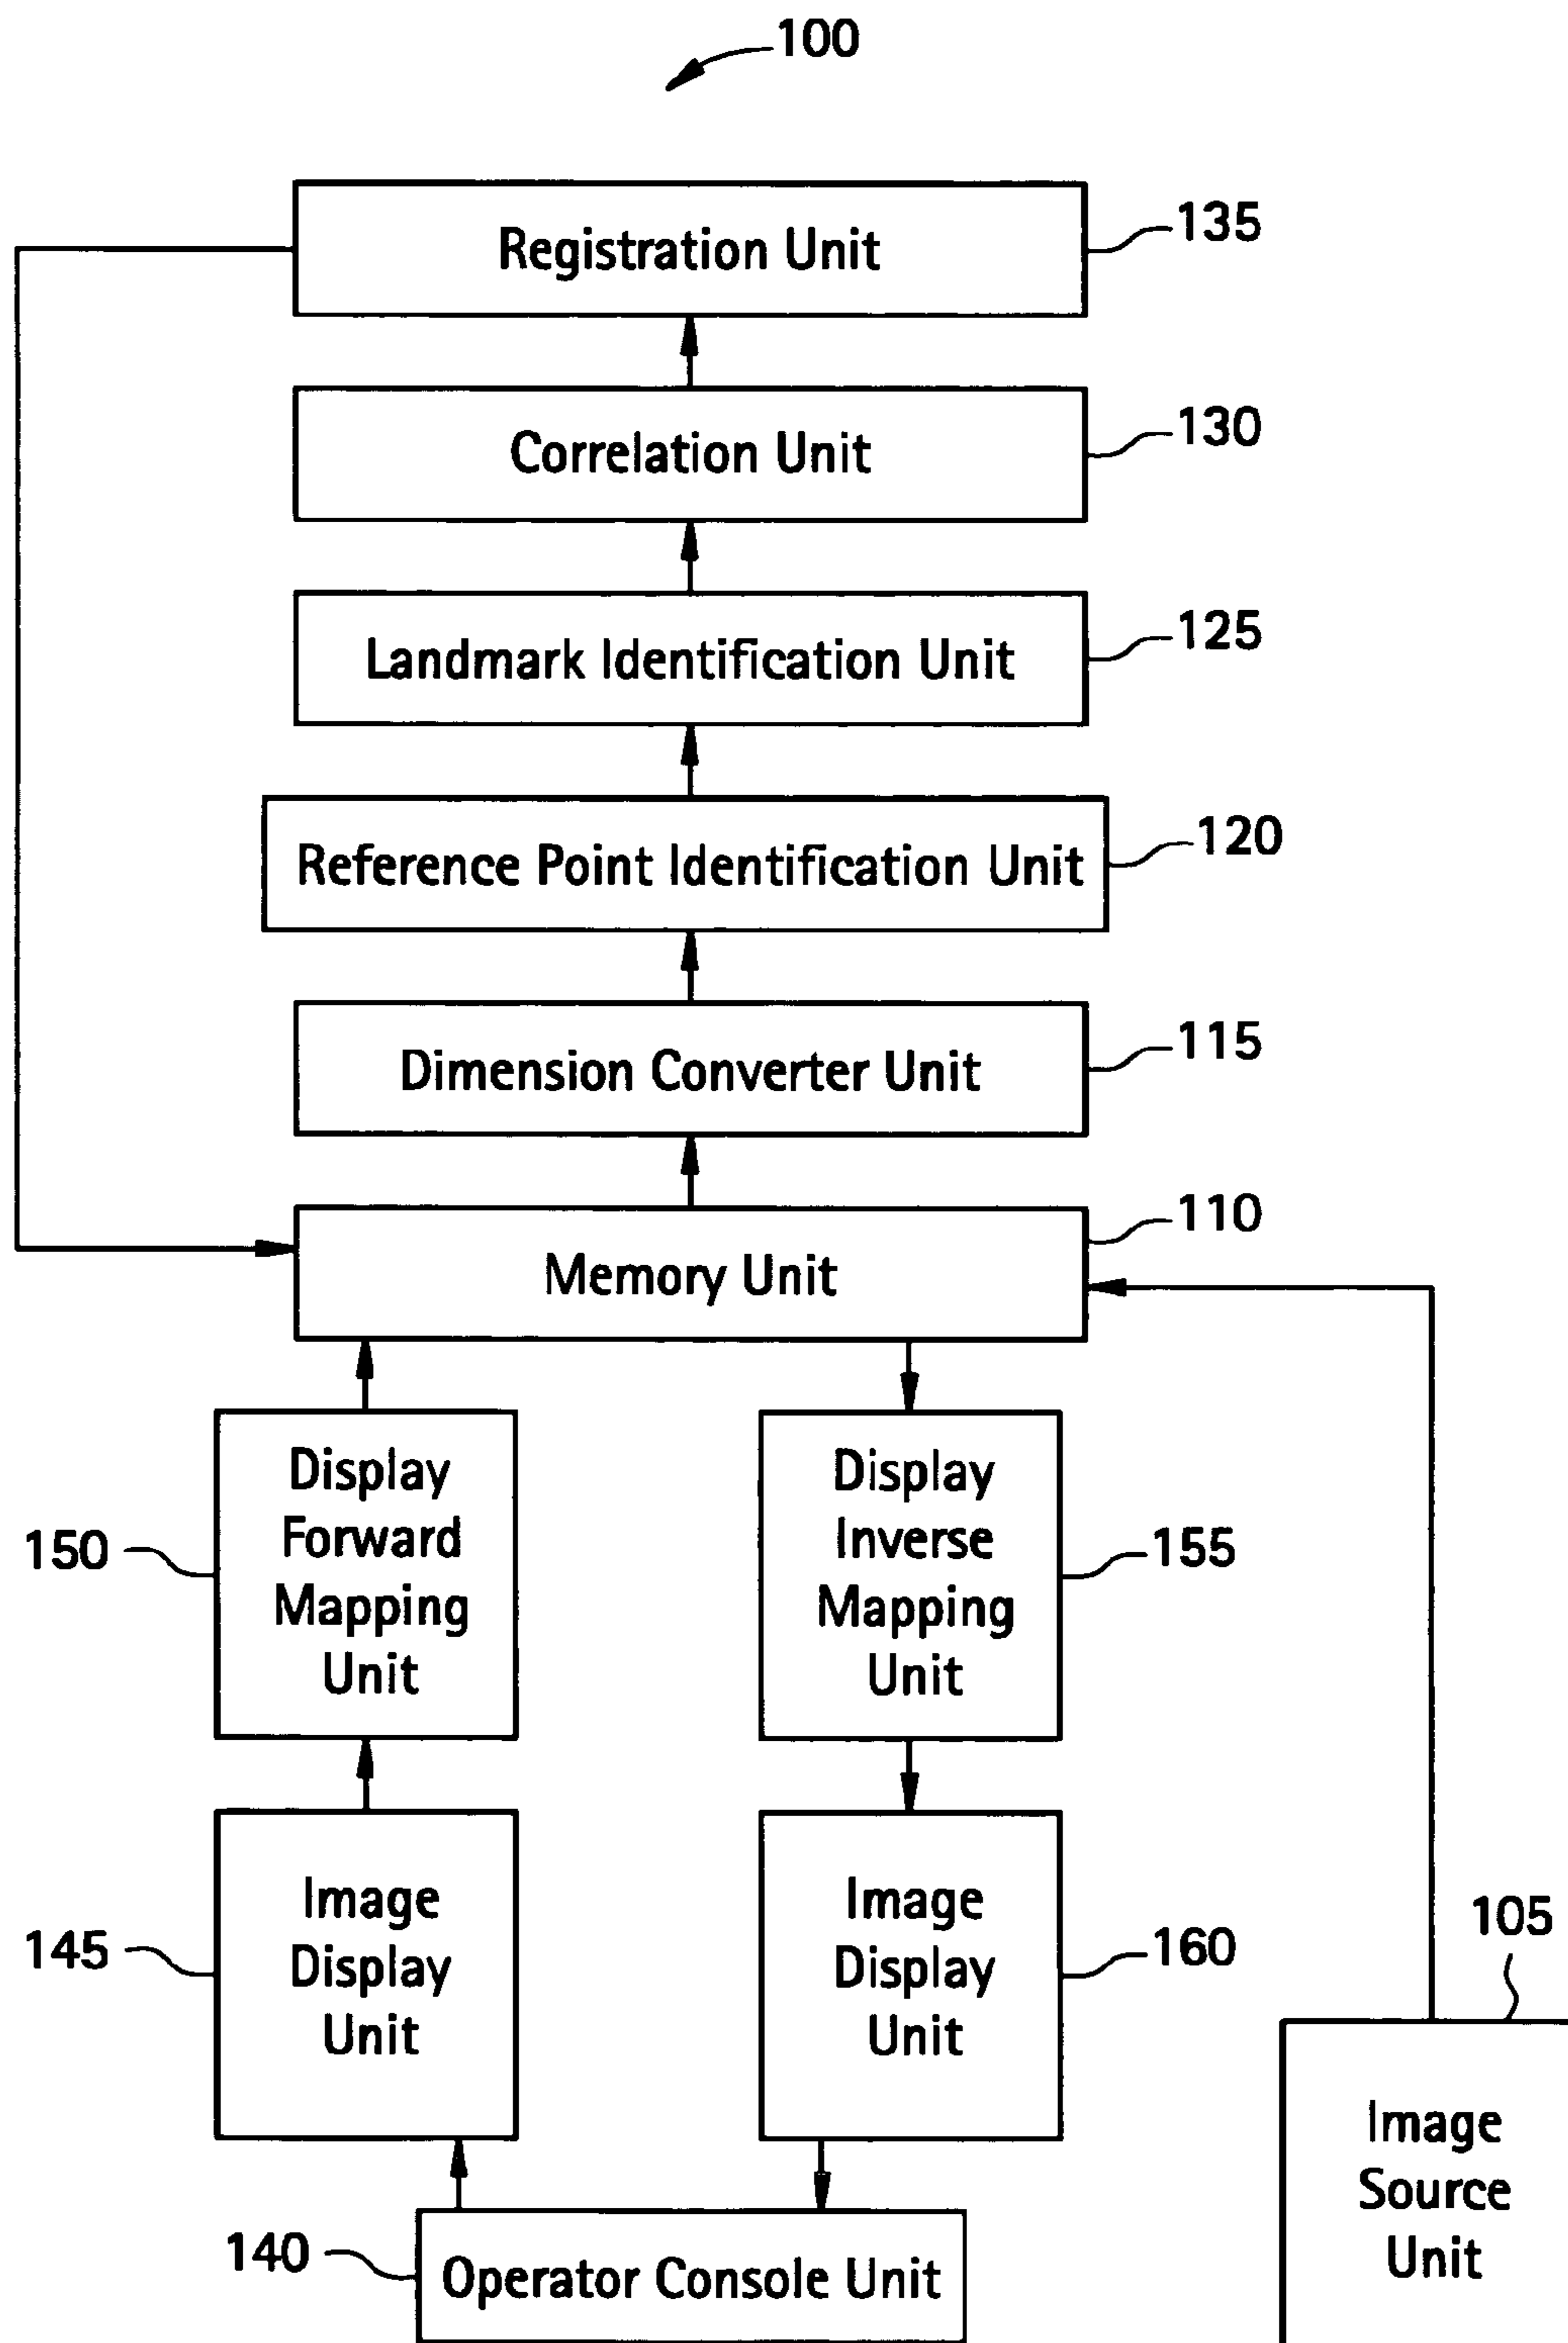 100
Registration Unit
135
Correlation Unit
130
Landmark Identification Unit
125
Reference Point Identification Unit
120
Dimension Converter Unit
115
Memory Unit
110
Display
Forward
Mapping
Unit
150
Display
Inverse
Mapping
Unit
155
Image
Display
Unit
145
Image
Display
Unit
160
105
Image
Source
Unit
140
Operator Console Unit